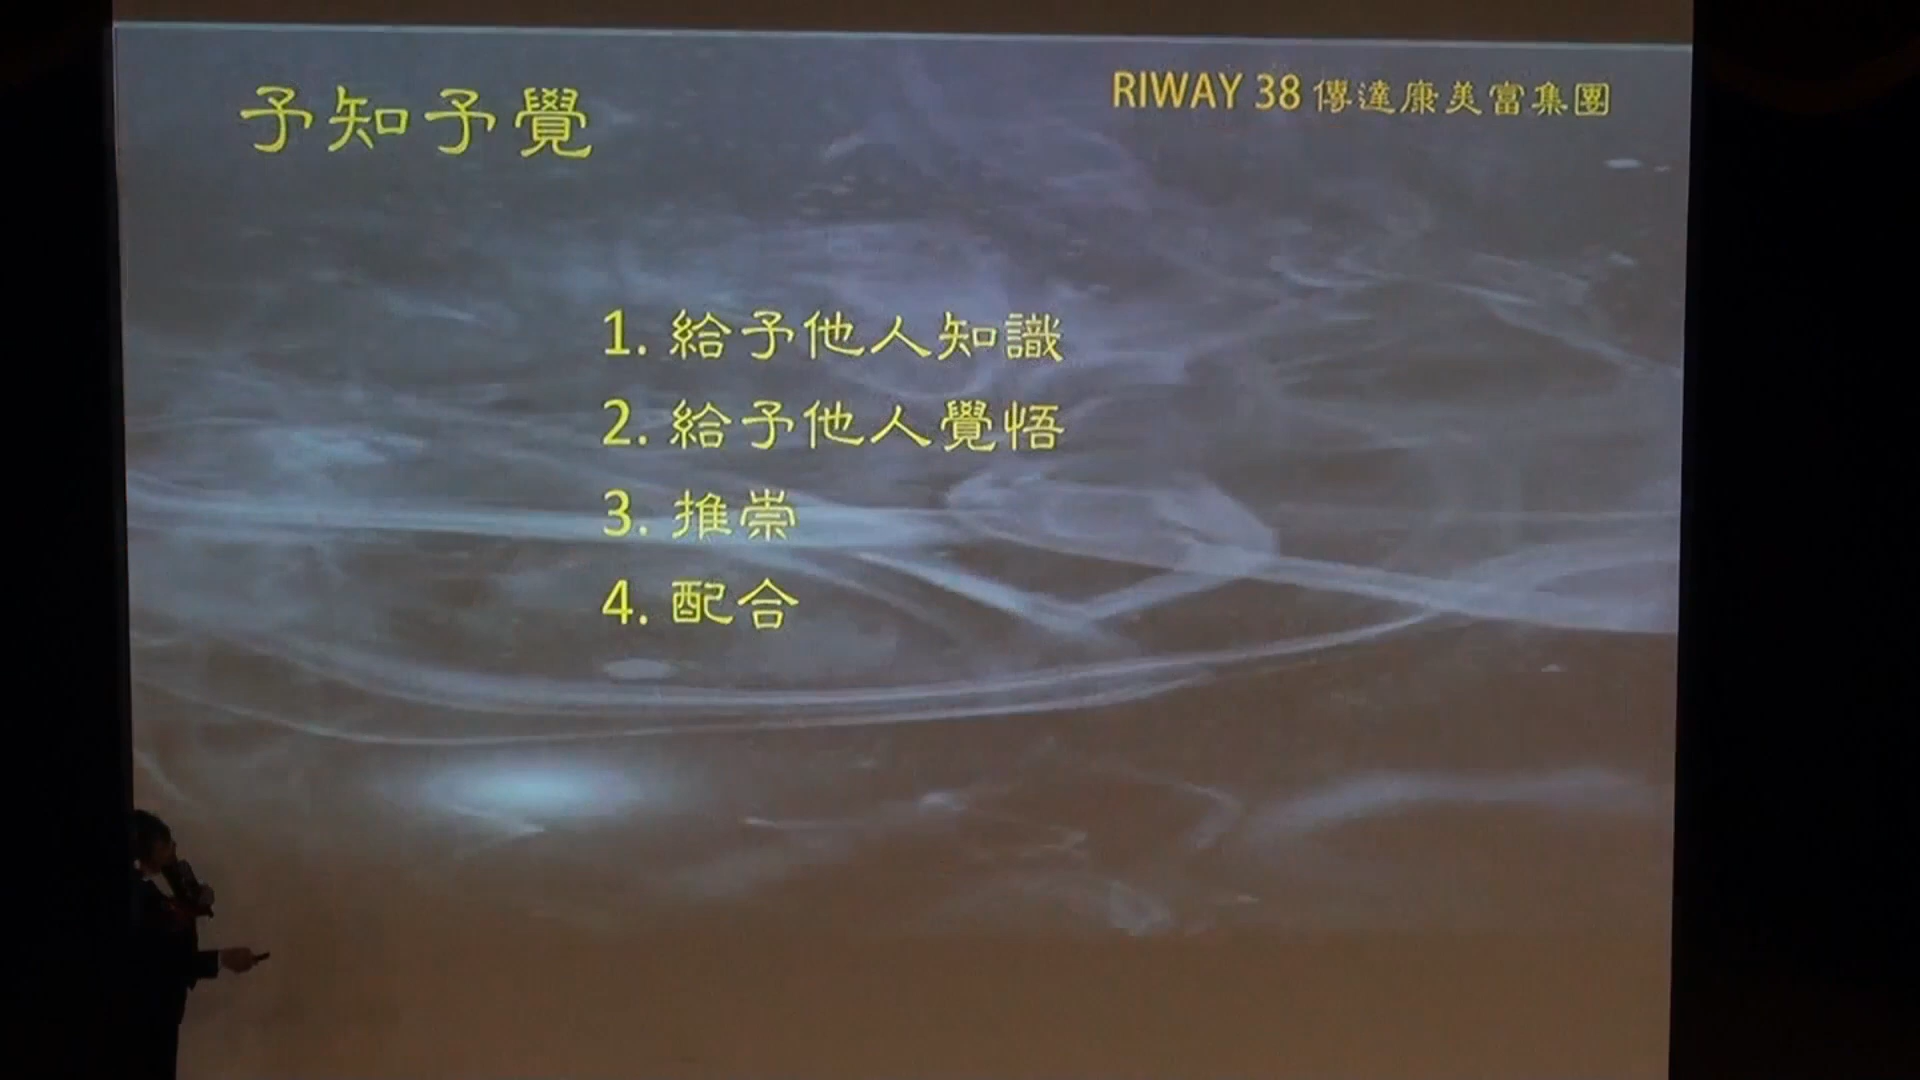 予知予覺
RIWAY 38 傳達康美富集團
1. 給予他人知識
2. 給予他人覺悟
3. 推崇
4. 配合